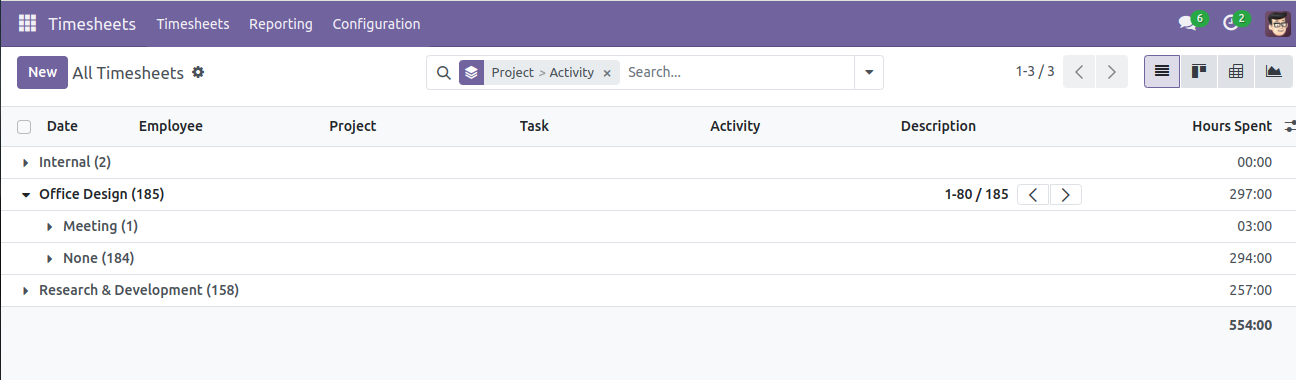 Timesheets Timesheets Reporting Configuration 6 2
New All Timesheets Project > Activity × Search... 1-3 / 3
Date Employee Project Task Activity Description Hours Spent
Internal (2) 00:00
Office Design (185) 1-80 / 185 297:00
Meeting (1) 03:00
None (184) 294:00
Research & Development (158) 257:00
554:00